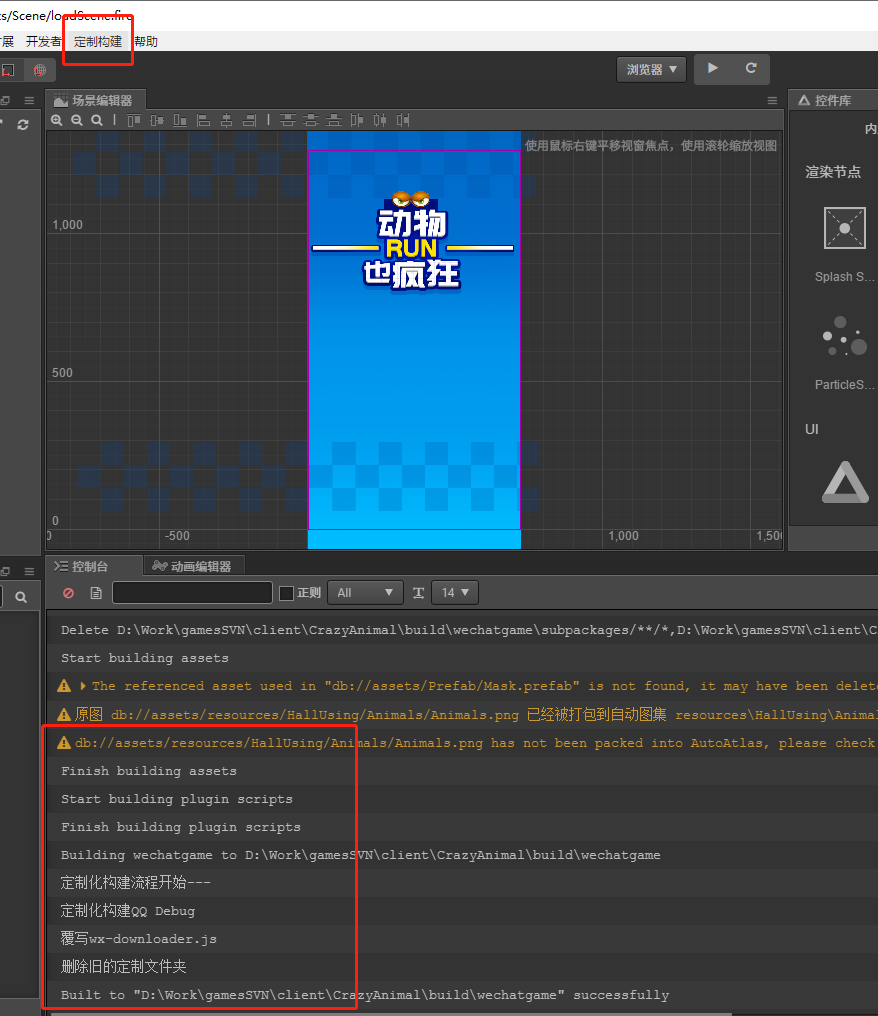 ts/Scene/loadScene.fire
展 开发者 定制构建 帮助
浏览器
场景编辑器
控件库
使用鼠标右键平移视窗焦点，使用滚轮缩放视图
内
渲染节点
1,000
动物
RUN
也疯狂
Splash S...
500
ParticleS...
UI
0
0 -500 1,000 1,50
控制台 动画编辑器
正则 All 14
Delete D:\Work\gamesSVN\client\CrazyAnimal\build\wechatgame\subpackages/**/*,D:\Work\gamesSVN\client\C
Start building assets
The referenced asset used in "db://assets/Prefab/Mask.prefab" is not found, it may have been delete
原图 db://assets/resources/HallUsing/Animals/Animals.png 已经被打包到自动图集 resources\HallUsing\Anima
db://assets/resources/HallUsing/Animals/Animals.png has not been packed into AutoAtlas, please check
Finish building assets
Start building plugin scripts
Finish building plugin scripts
Building wechatgame to D:\Work\gamesSVN\client\CrazyAnimal\build\wechatgame
定制化构建流程开始---
定制化构建QQ Debug
覆写wx-downloader.js
删除旧的定制文件夹
Built to "D:\Work\gamesSVN\client\CrazyAnimal\build\wechatgame" successfully